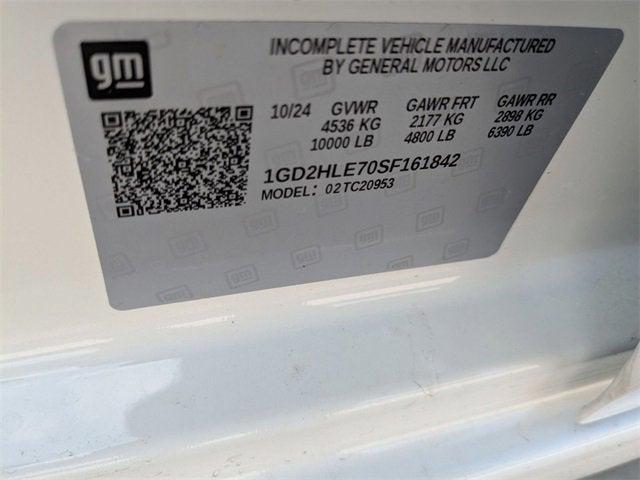 gm
INCOMPLETE VEHICLE MANUFACTURED
BY GENERAL MOTORS LLC
10/24 GVWR GAWR FRT GAWR RR
4536 KG 2177 KG 2898 KG
10000 LB 4800 LB 6390 LB
1GD2HLE70SF161842
MODEL: 02TC20953